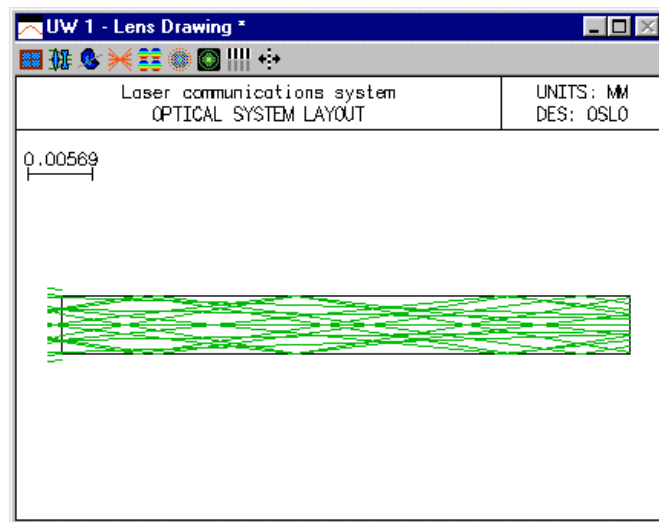 UW 1 - Lens Drawing *
Laser communications system
OPTICAL SYSTEM LAYOUT
UNITS: MM
DES: OSLO
0.00569